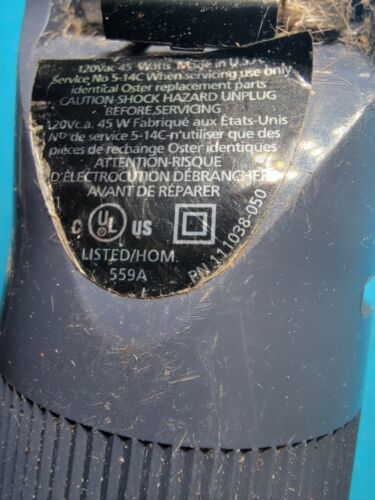 120Vac 45 Watts. Made in U.S.A.
Service No 5-14C When servicing use only
identical Oster replacement parts
CAUTION-SHOCK HAZARD UNPLUG
BEFORE SERVICING
120V.c.a. 45 W Fabriqué aux États-Unis
Nº de service 5-14C-n'utiliser que des
pièces de rechange Oster identiques
ATTENTION-RISQUE
D'ÉLECTROCUTION DÉBRANCHER
AVANT DE RÉPARER
C UL US
LISTED/HOM.
559A
PN 111038-050